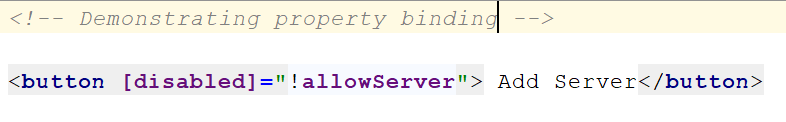 <!-- Demonstrating property binding -->
<button [disabled]="!allowServer"> Add Server</button>